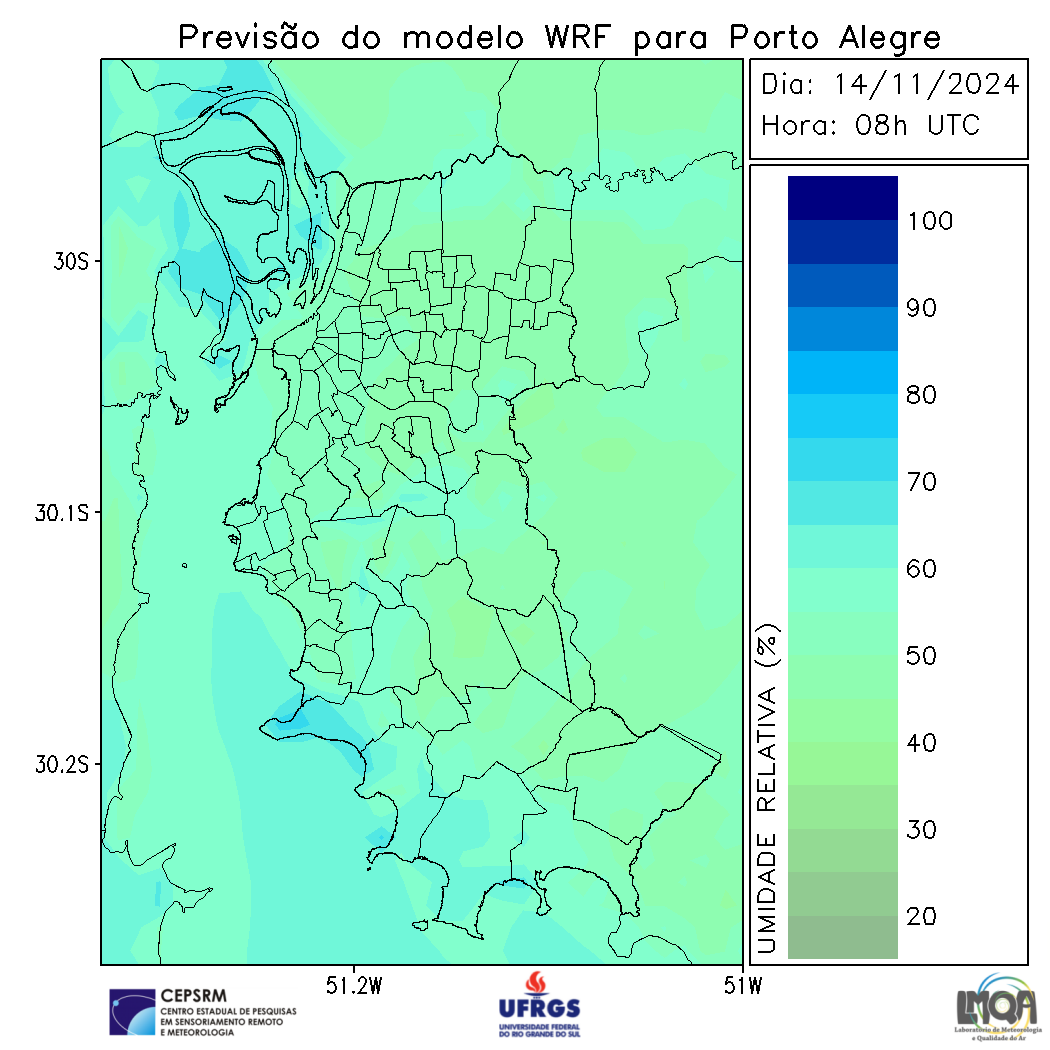 Previsão do modelo WRF para Porto Alegre
Dia: 14/11/2024
Hora: 08h UTC
30S
30.1S
30.2S
51.2W
51W
UMIDADE RELATIVA (%)
100
90
80
70
60
50
40
30
20
CEPSRM
CENTRO ESTADUAL DE PESQUISAS
EM SENSORIAMENTO REMOTO
E METEOROLOGIA
UFRGS
UNIVERSIDADE FEDERAL
DO RIO GRANDE DO SUL
LMQA
Laboratório de Meteorologia
e Qualidade do Ar